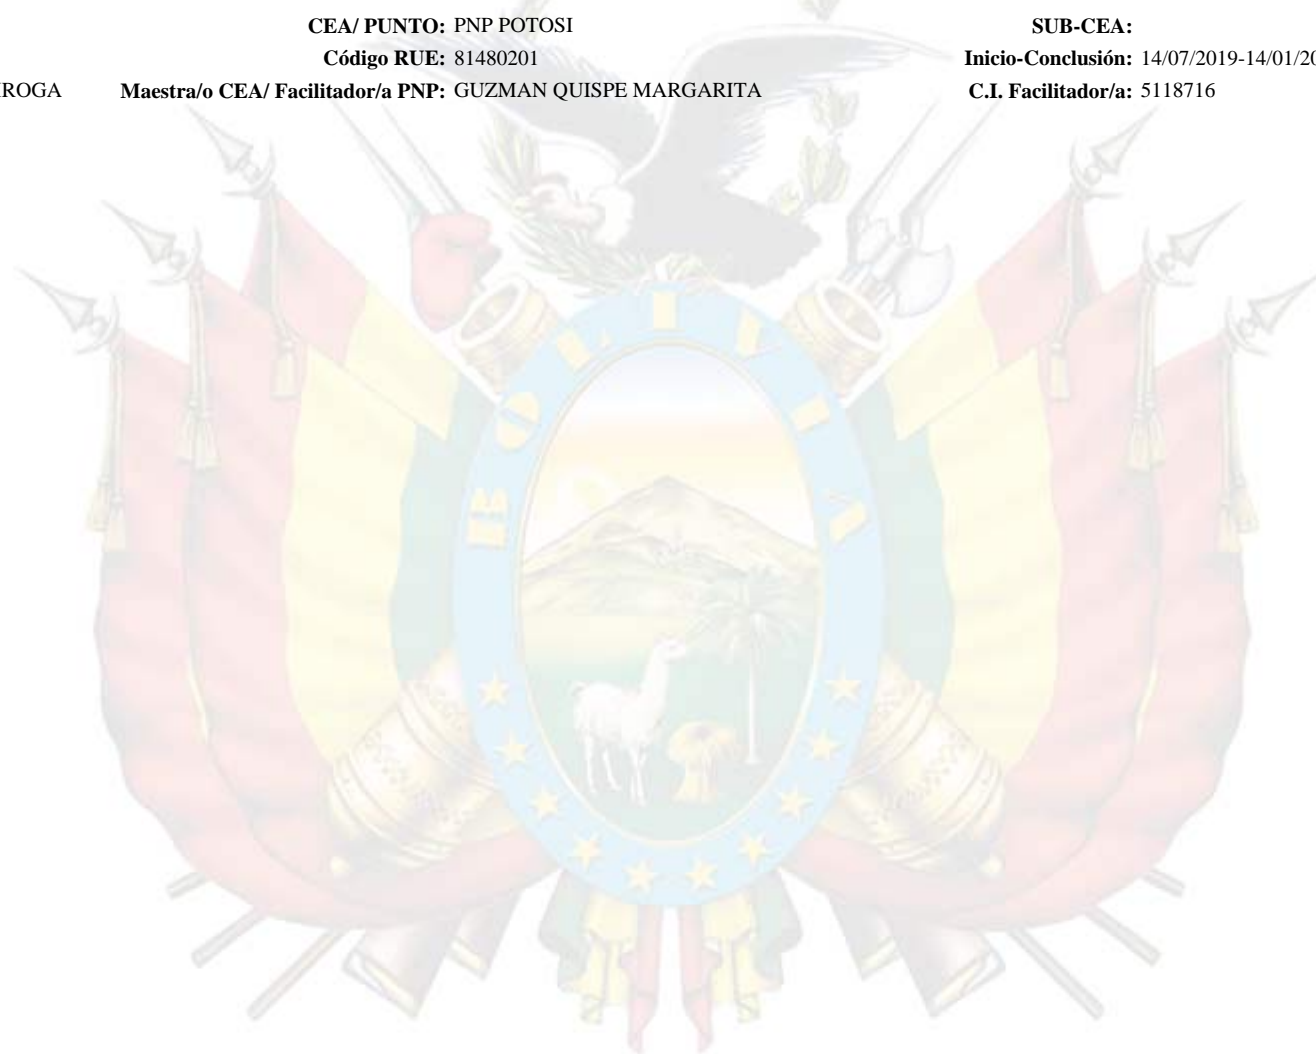 CEA/ PUNTO: PNP POTOSI SUB-CEA:
Código RUE: 81480201 Inicio-Conclusión: 14/07/2019-14/01/20
ROGA Maestra/o CEA/ Facilitador/a PNP: GUZMAN QUISPE MARGARITA C.I. Facilitador/a: 5118716
BOLIVIA